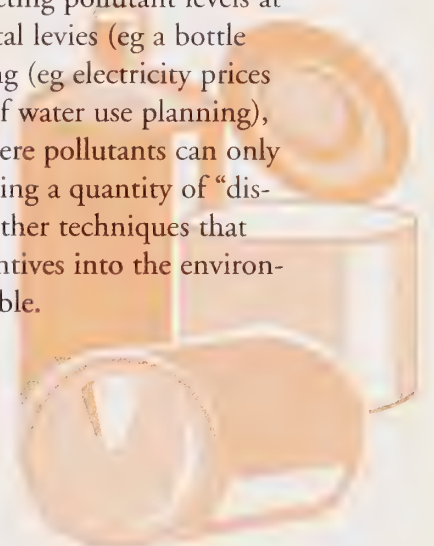 cting pollutant levels at
tal levies (eg a bottle
ng (eg electricity prices
f water use planning),
ere pollutants can only
ing a quantity of “dis-
ther techniques that
ntives into the environ-
ble.